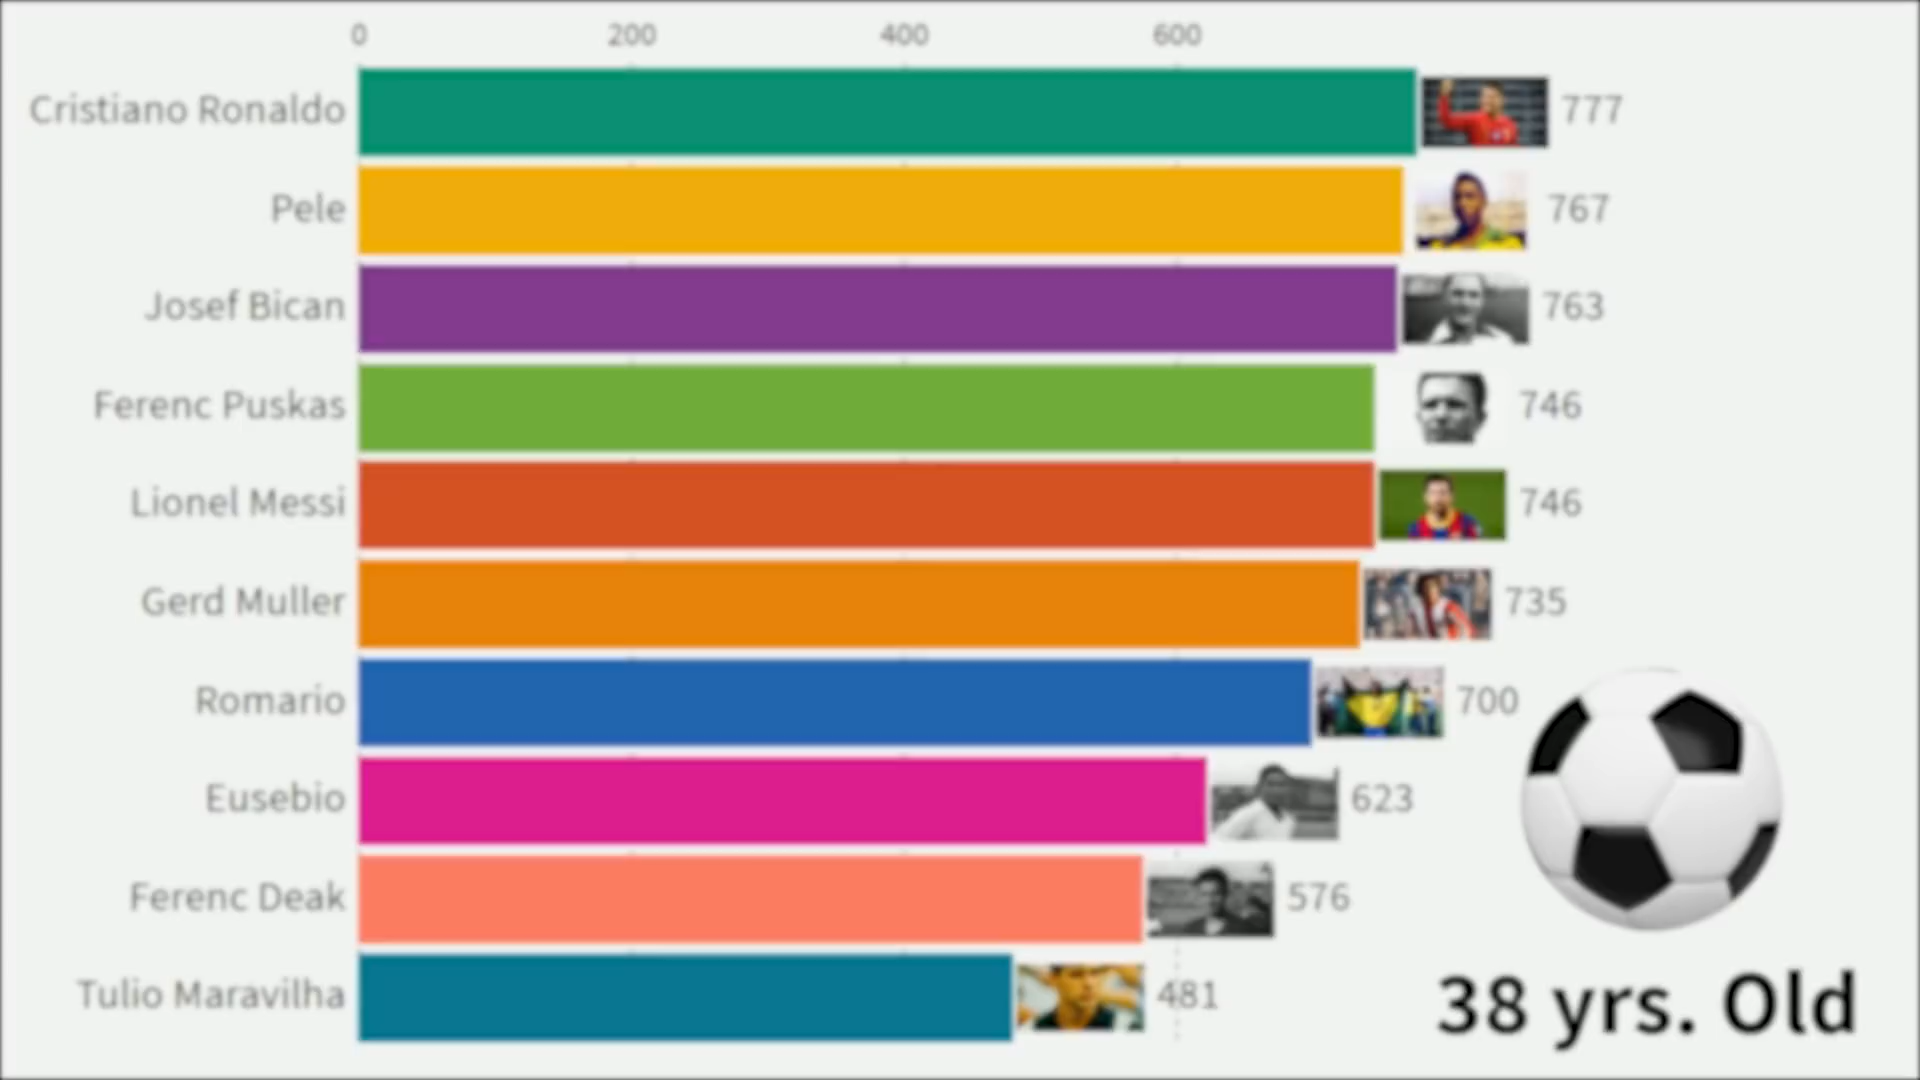 0 200 400 600
Cristiano Ronaldo 777
Pele 767
Josef Bican 763
Ferenc Puskas 746
Lionel Messi 746
Gerd Muller 735
Romario 700
Eusebio 623
Ferenc Deak 576
Tulio Maravilha 481
38 yrs. Old